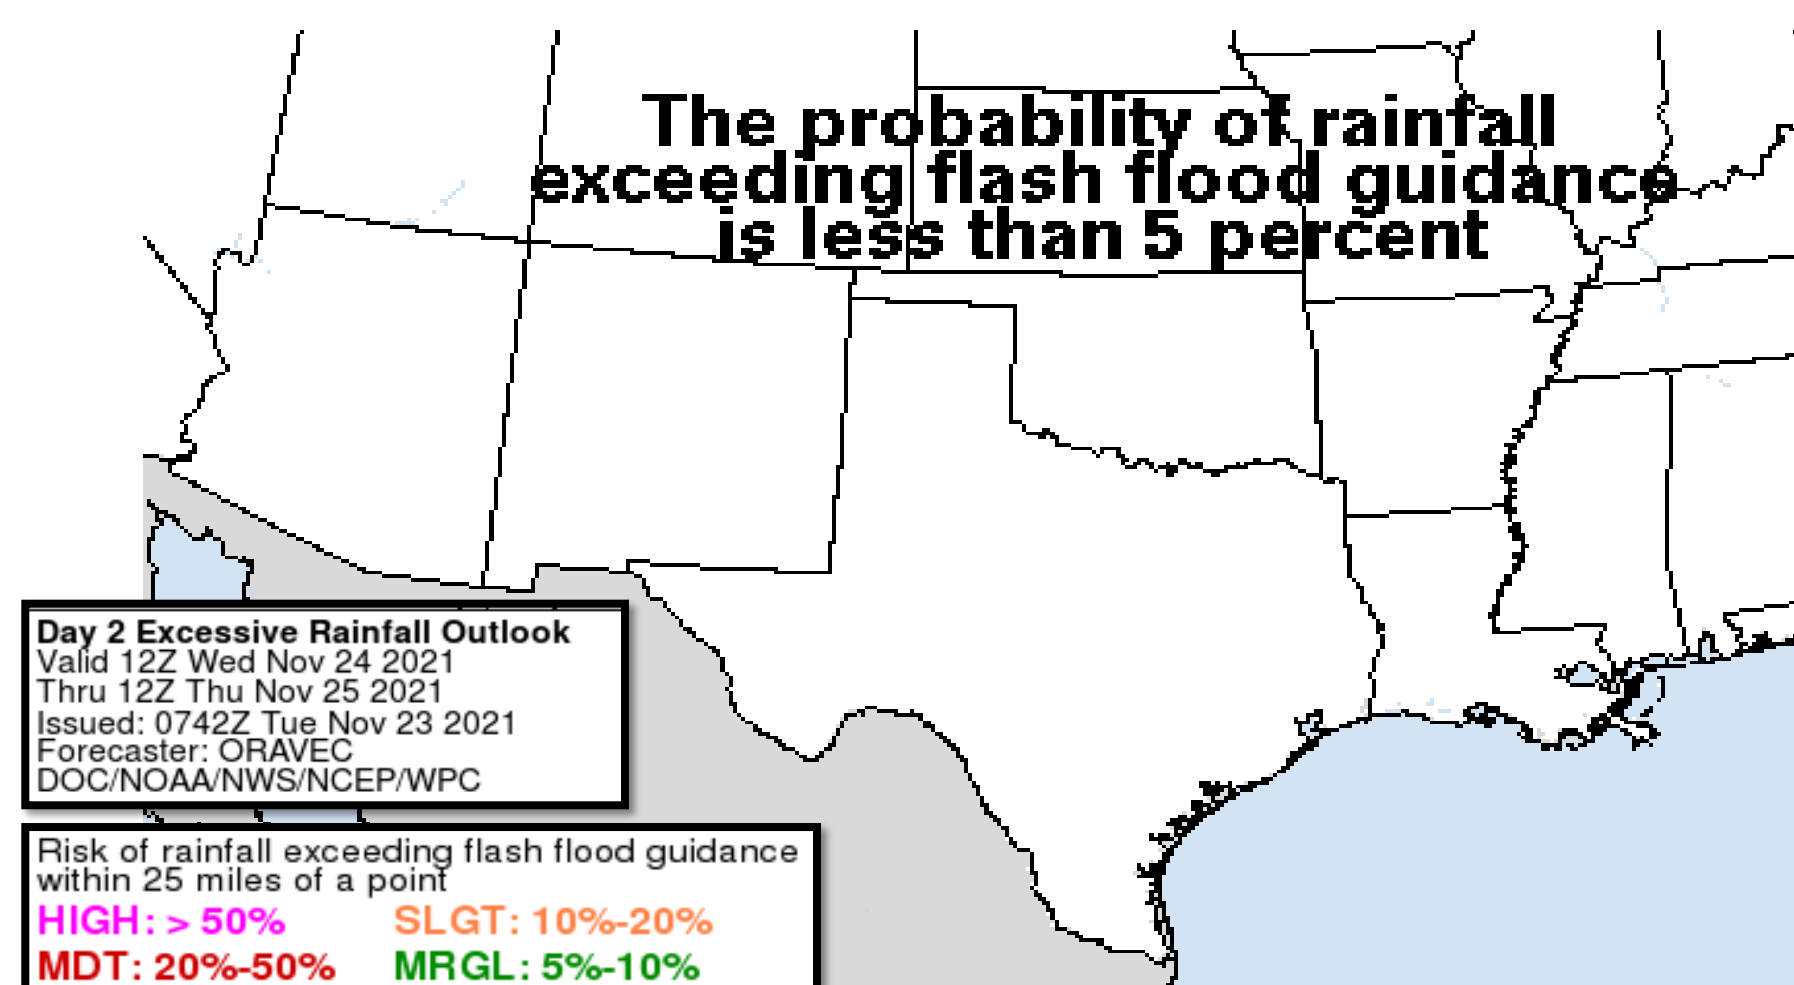 The probability of rainfall
exceeding flash flood guidance
is less than 5 percent
Day 2 Excessive Rainfall Outlook
Valid 12Z Wed Nov 24 2021
Thru 12Z Thu Nov 25 2021
Issued: 0742Z Tue Nov 23 2021
Forecaster: ORAVEC
DOC/NOAA/NWS/NCEP/WPC
Risk of rainfall exceeding flash flood guidance
within 25 miles of a point
HIGH: > 50% SLGT: 10%-20%
MDT: 20%-50% MRGL: 5%-10%